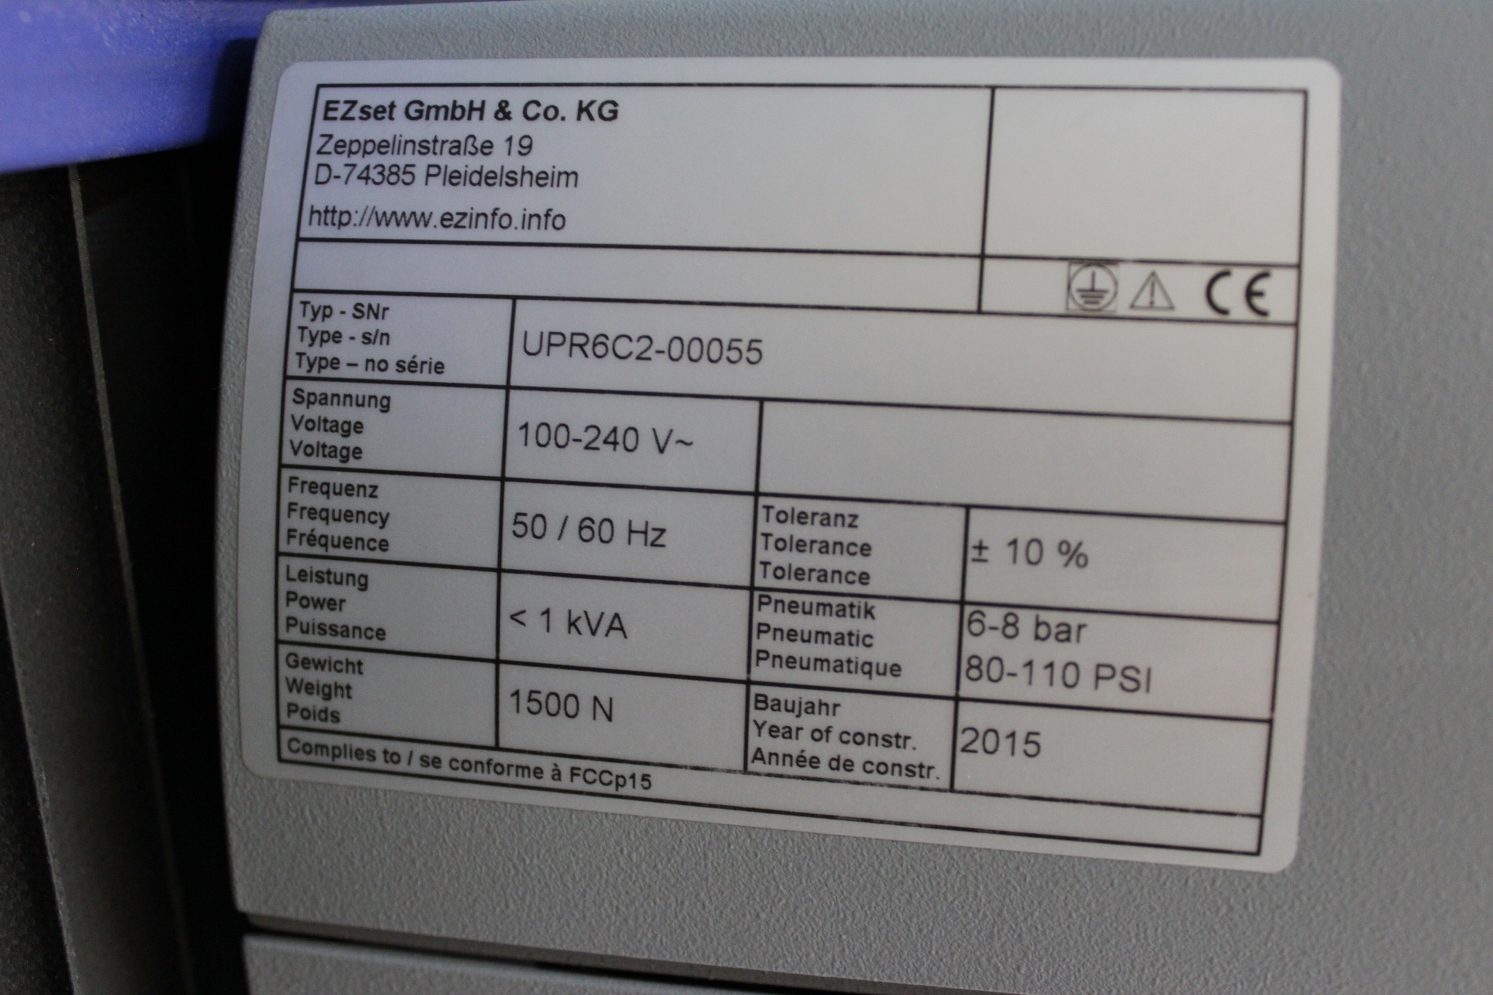 EZset GmbH & Co. KG
Zeppelinstraße 19
D-74385 Pleidelsheim
http://www.ezinfo.info
CE
Typ - SNr
Type - s/n
Type – no série
UPR6C2-00055
Spannung
Voltage
Voltage
100-240 V~
Frequenz
Frequency
Fréquence
50 / 60 Hz
Toleranz
Tolerance
Tolerance
± 10 %
Leistung
Power
Puissance
< 1 kVA
Pneumatik
Pneumatic
Pneumatique
6-8 bar
80-110 PSI
Gewicht
Weight
Poids
1500 N
Baujahr
Year of constr.
Année de constr.
2015
Complies to / se conforme à FCCp15